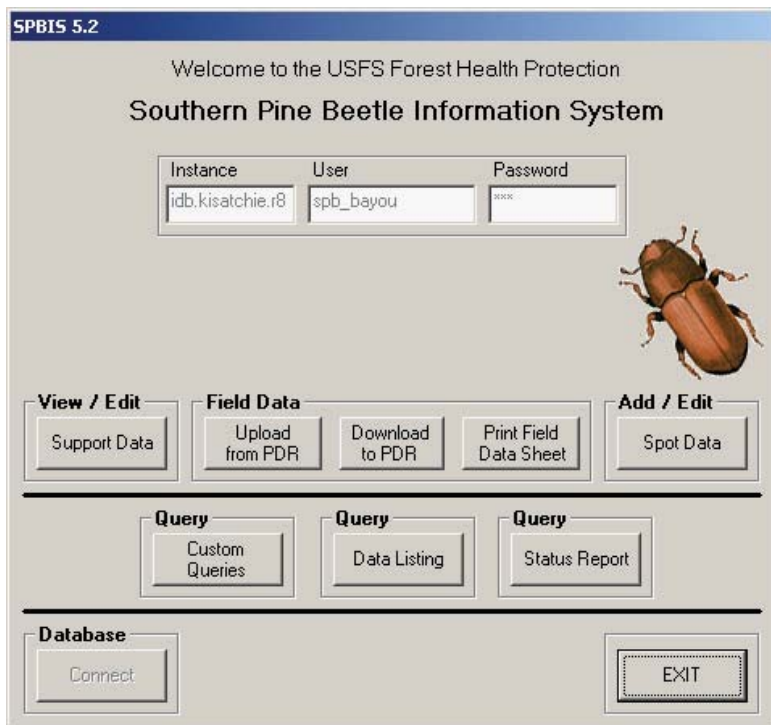 SPBIS 5.2
Welcome to the USFS Forest Health Protection
Southern Pine Beetle Information System
Instance User Password
idb.kisatchie.r8 spb_bayou ***
View / Edit Field Data Add / Edit
Support Data
Upload
from PDR
Download
to PDR
Print Field
Data Sheet
Spot Data
Query Query Query
Custom
Queries
Data Listing
Status Report
Database
Connect
EXIT